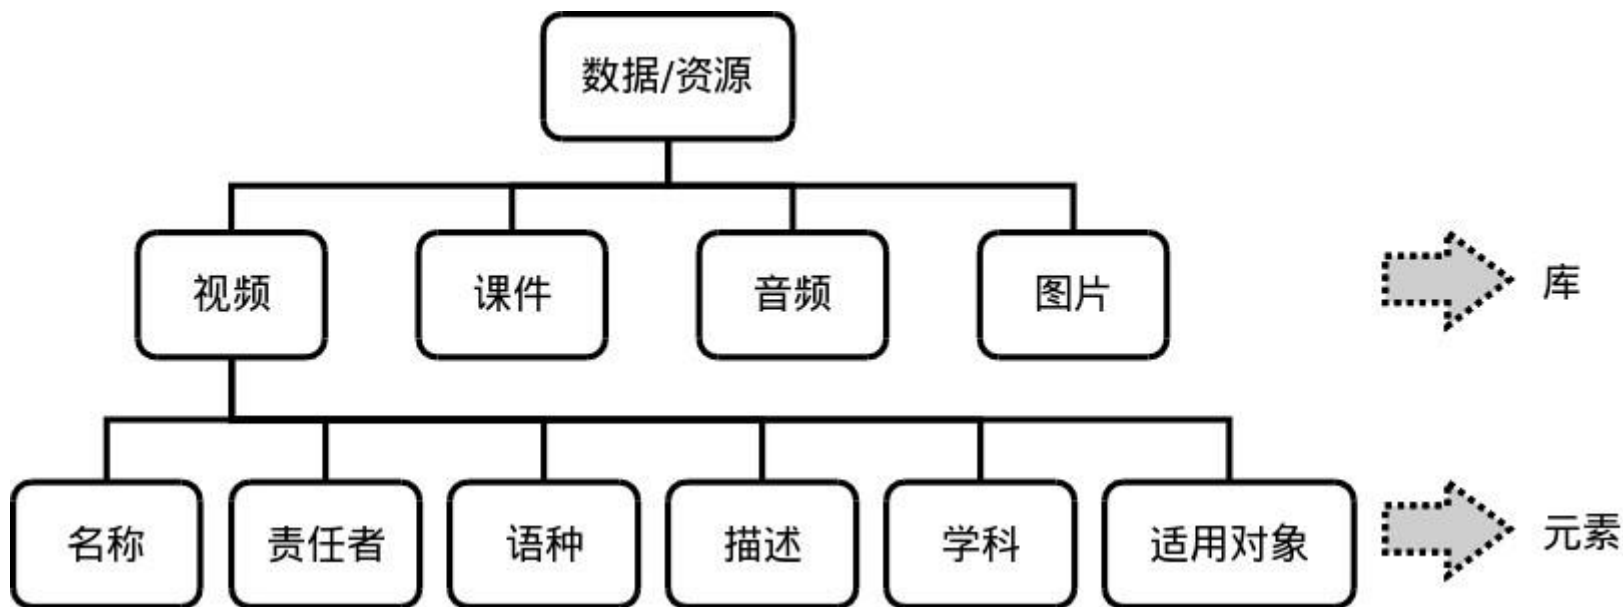 数据/资源
视频 课件 音频 图片 库
名称 责任者 语种 描述 学科 适用对象 元素